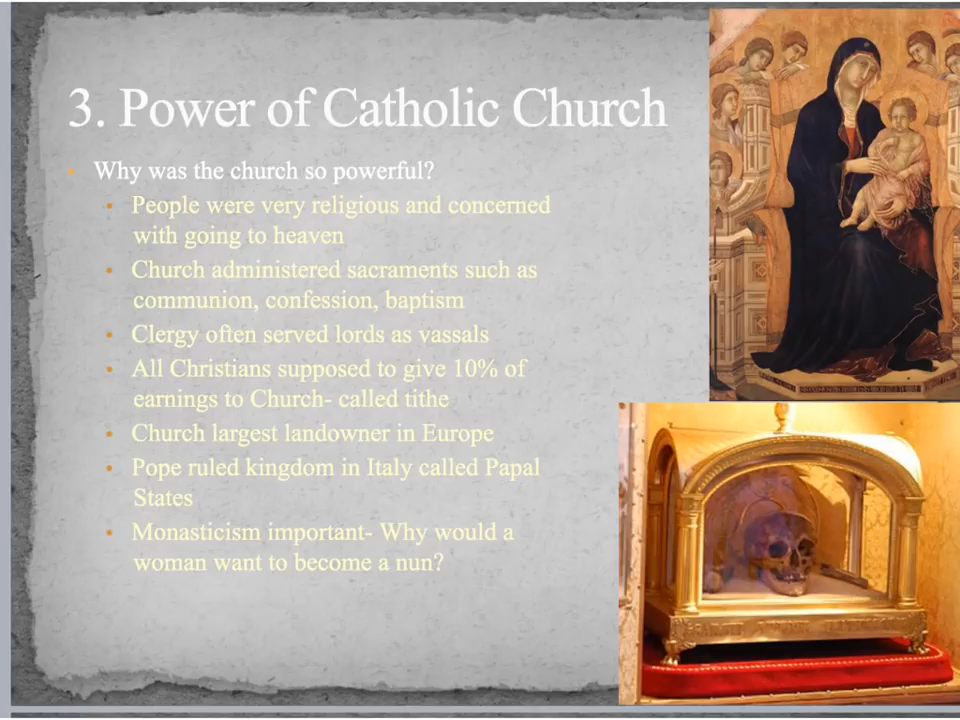 3. Power of Catholic Church
Why was the church so powerful?
People were very religious and concerned
with going to heaven
Church administered sacraments such as
communion, confession, baptism
Clergy often served lords as vassals
All Christians supposed to give 10% of
earnings to Church- called tithe
Church largest landowner in Europe
Pope ruled kingdom in Italy called Papal
States
Monasticism important- Why would a
woman want to become a nun?